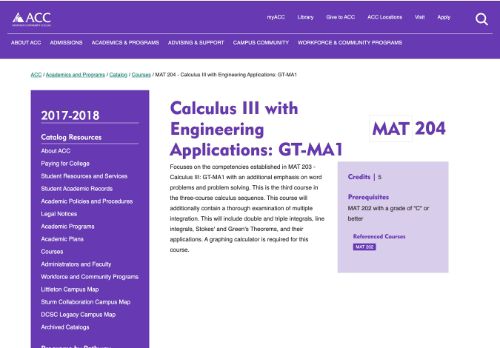 ACC
myACC Library Give to ACC ACC Locations Visit Apply
ABOUT ACC ADMISSIONS ACADEMICS & PROGRAMS ADVISING & SUPPORT CAMPUS COMMUNITY WORKFORCE & COMMUNITY PROGRAMS
ACC / Academics and Programs / Catalog / Courses / MAT 204 - Calculus III with Engineering Applications: GT-MA1
2017-2018
Catalog Resources
About ACC
Paying for College
Student Resources and Services
Student Academic Records
Academic Policies and Procedures
Legal Notices
Academic Programs
Academic Plans
Courses
Administrators and Faculty
Workforce and Community Programs
Littleton Campus Map
Sturm Collaboration Campus Map
DCSC Legacy Campus Map
Archived Catalogs
Calculus III with
Engineering
Applications: GT-MA1
Focuses on the competencies established in MAT 203 -
Calculus III: GT-MA1 with an additional emphasis on word
problems and problem solving. This is the third course in
the three-course calculus sequence. This course will
additionally contain a thorough examination of multiple
integration. This will include double and triple integrals, line
integrals, Stokes' and Green's Theorems, and their
applications. A graphing calculator is required for this
course.
MAT 204
Credits | 5
Prerequisites
MAT 202 with a grade of "C" or
better
Referenced Courses
MAT 202